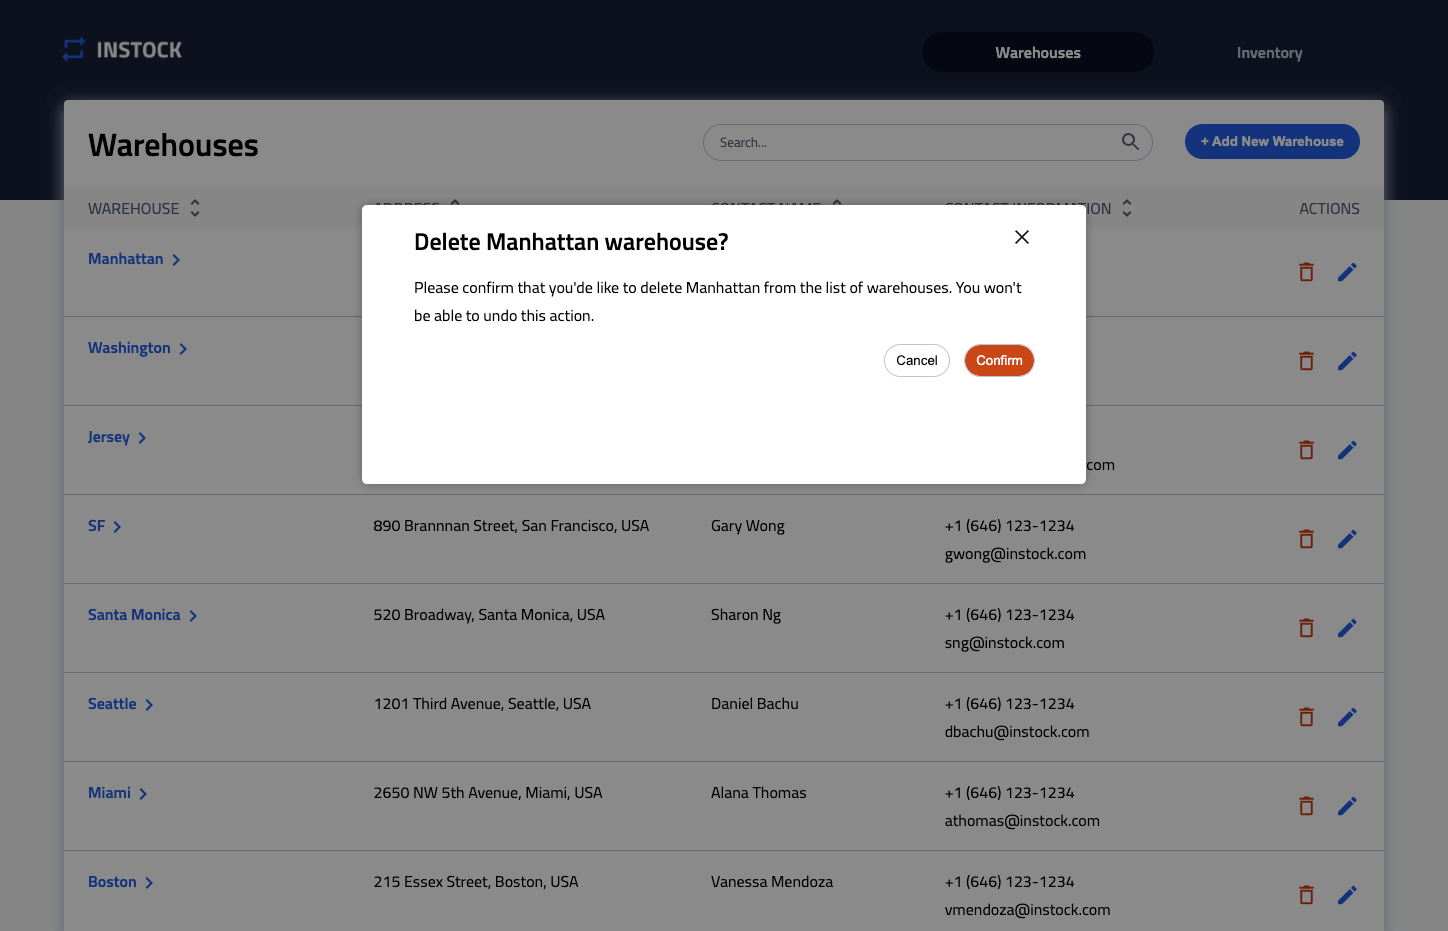 INSTOCK
Warehouses
Inventory
Warehouses
Search...
+ Add New Warehouse
WAREHOUSE ADDRESS CONTACT NAME CONTACT INFORMATION ACTIONS
Delete Manhattan warehouse?
Please confirm that you'de like to delete Manhattan from the list of warehouses. You won't
be able to undo this action.
Cancel
Confirm
Manhattan
Washington
Jersey
com
SF 890 Brannnan Street, San Francisco, USA Gary Wong +1 (646) 123-1234
gwong@instock.com
Santa Monica 520 Broadway, Santa Monica, USA Sharon Ng +1 (646) 123-1234
sng@instock.com
Seattle 1201 Third Avenue, Seattle, USA Daniel Bachu +1 (646) 123-1234
dbachu@instock.com
Miami 2650 NW 5th Avenue, Miami, USA Alana Thomas +1 (646) 123-1234
athomas@instock.com
Boston 215 Essex Street, Boston, USA Vanessa Mendoza +1 (646) 123-1234
vmendoza@instock.com